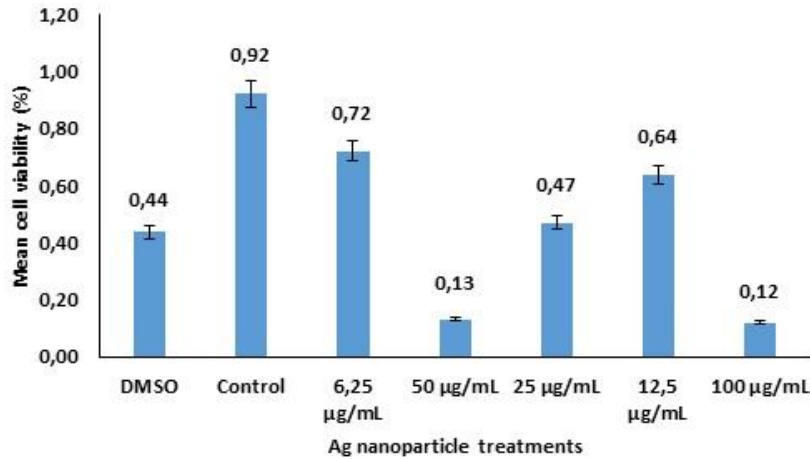 1,20
1,00
0,80
0,60
0,40
0,20
0,00
Mean cell viability (%)
0,44
0,92
0,72
0,13
0,47
0,64
0,12
DMSO
Control
6,25
µg/mL
50 µg/mL
25 µg/mL
12,5
µg/mL
100 µg/mL
Ag nanoparticle treatments